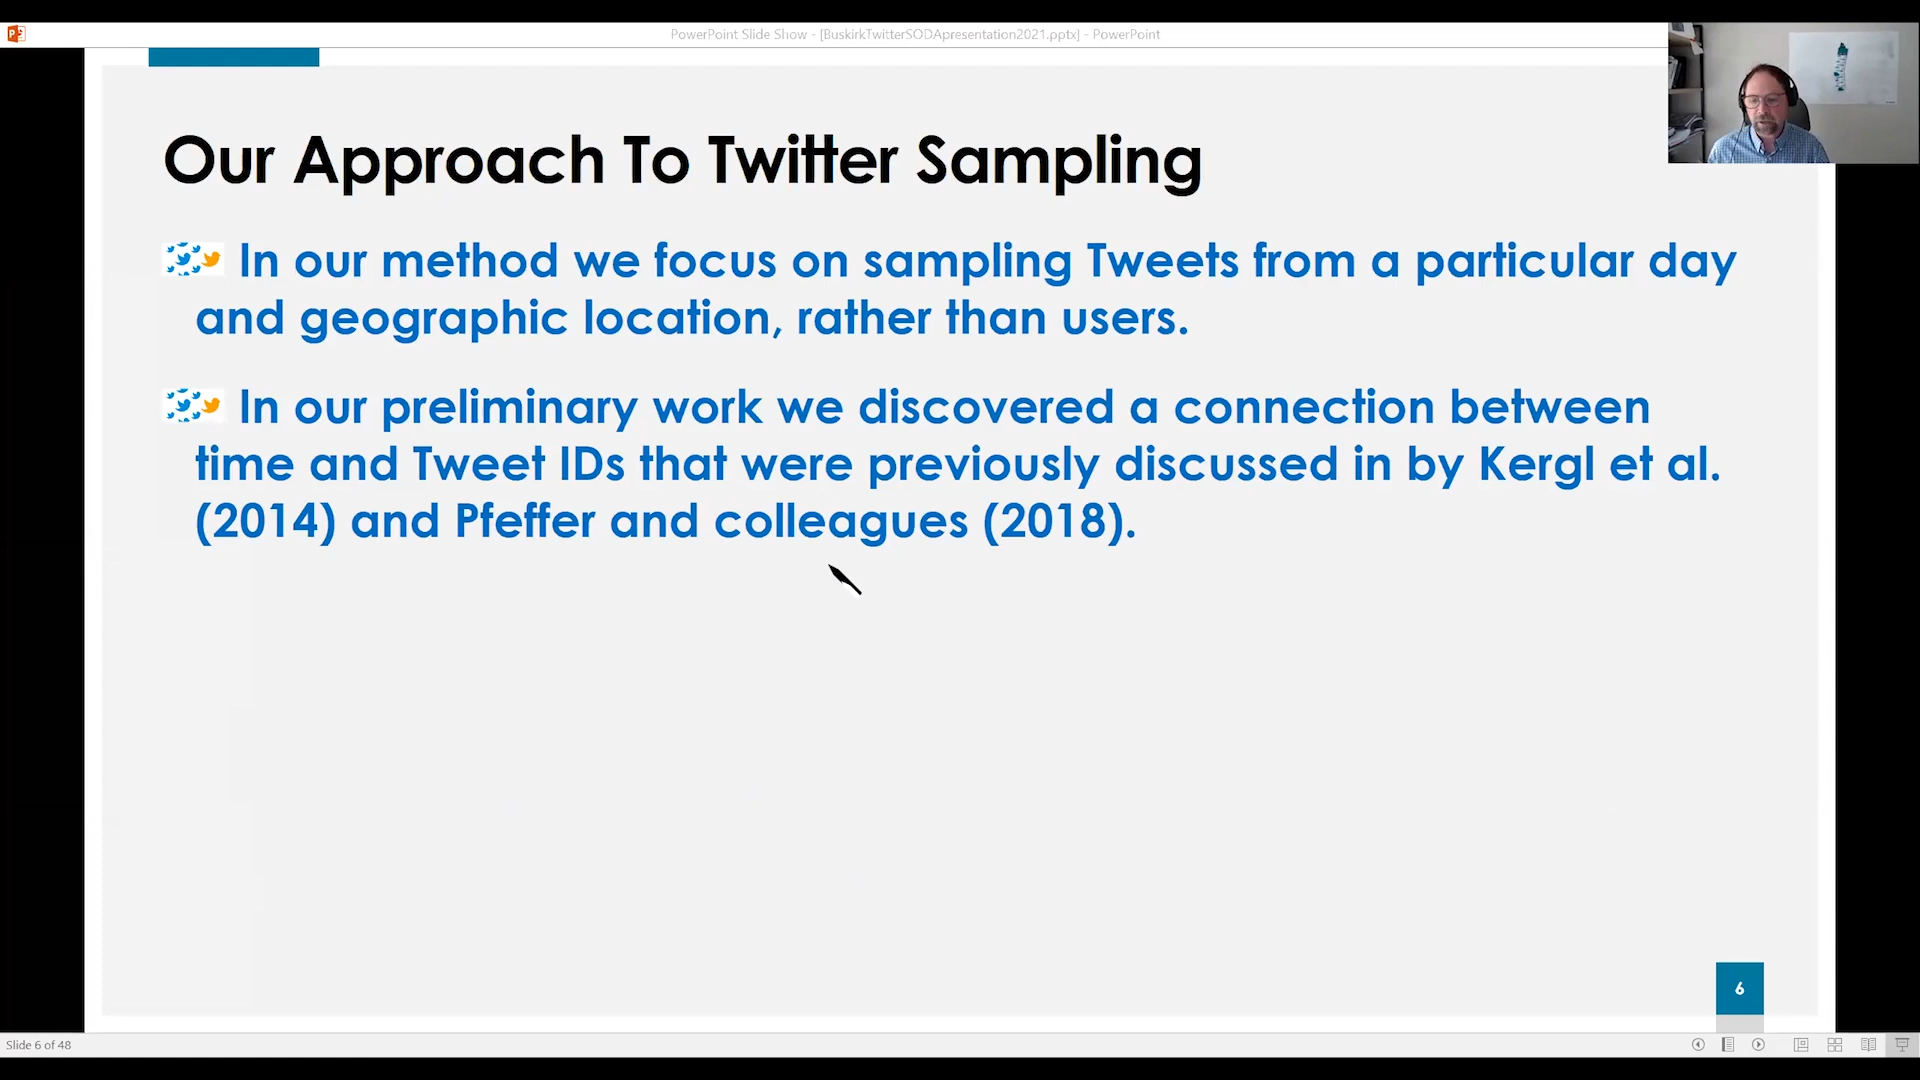 PowerPoint Slide Show - [BuskirkTwitterSODApresentation2021.pptx] - PowerPoint
Our Approach To Twitter Sampling
In our method we focus on sampling Tweets from a particular day
and geographic location, rather than users.
In our preliminary work we discovered a connection between
time and Tweet IDs that were previously discussed in by Kergl et al.
(2014) and Pfeffer and colleagues (2018).
6
Slide 6 of 48